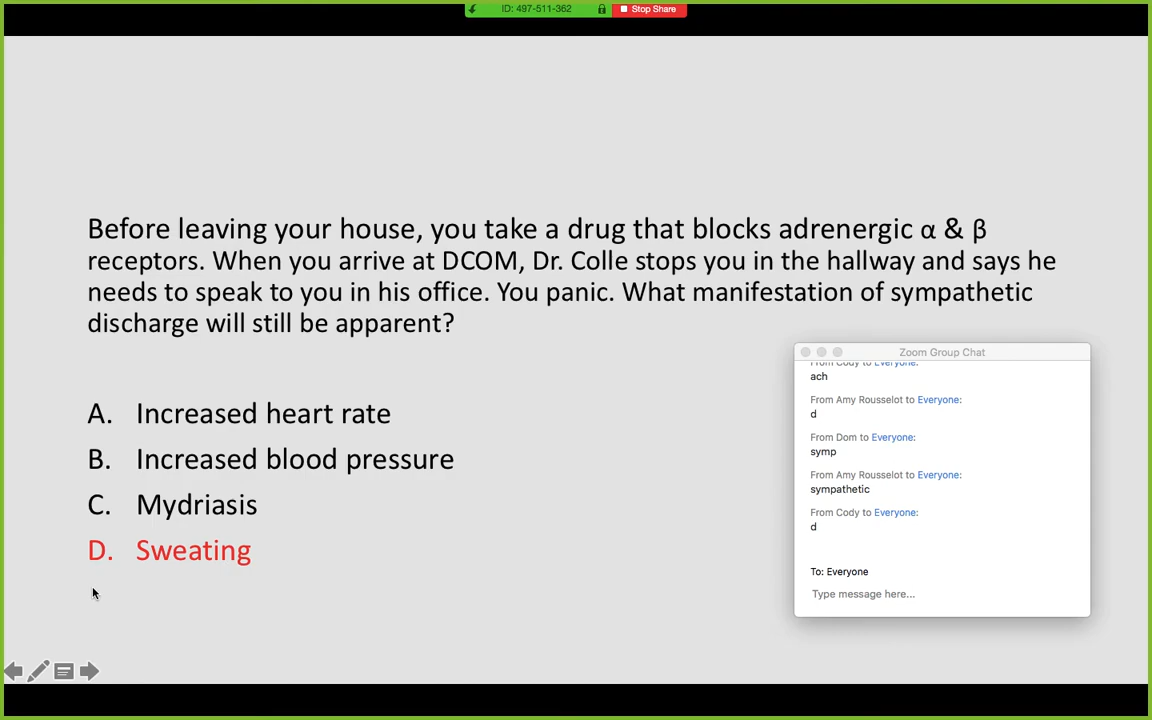 ID: 497-511-362 Stop Share
Before leaving your house, you take a drug that blocks adrenergic α & β
receptors. When you arrive at DCOM, Dr. Colle stops you in the hallway and says he
needs to speak to you in his office. You panic. What manifestation of sympathetic
discharge will still be apparent?
A. Increased heart rate
B. Increased blood pressure
C. Mydriasis
D. Sweating
Zoom Group Chat
From Cody to Everyone:
ach
From Amy Rousselot to Everyone:
d
From Dom to Everyone:
symp
From Amy Rousselot to Everyone:
sympathetic
From Cody to Everyone:
d
To: Everyone
Type message here...